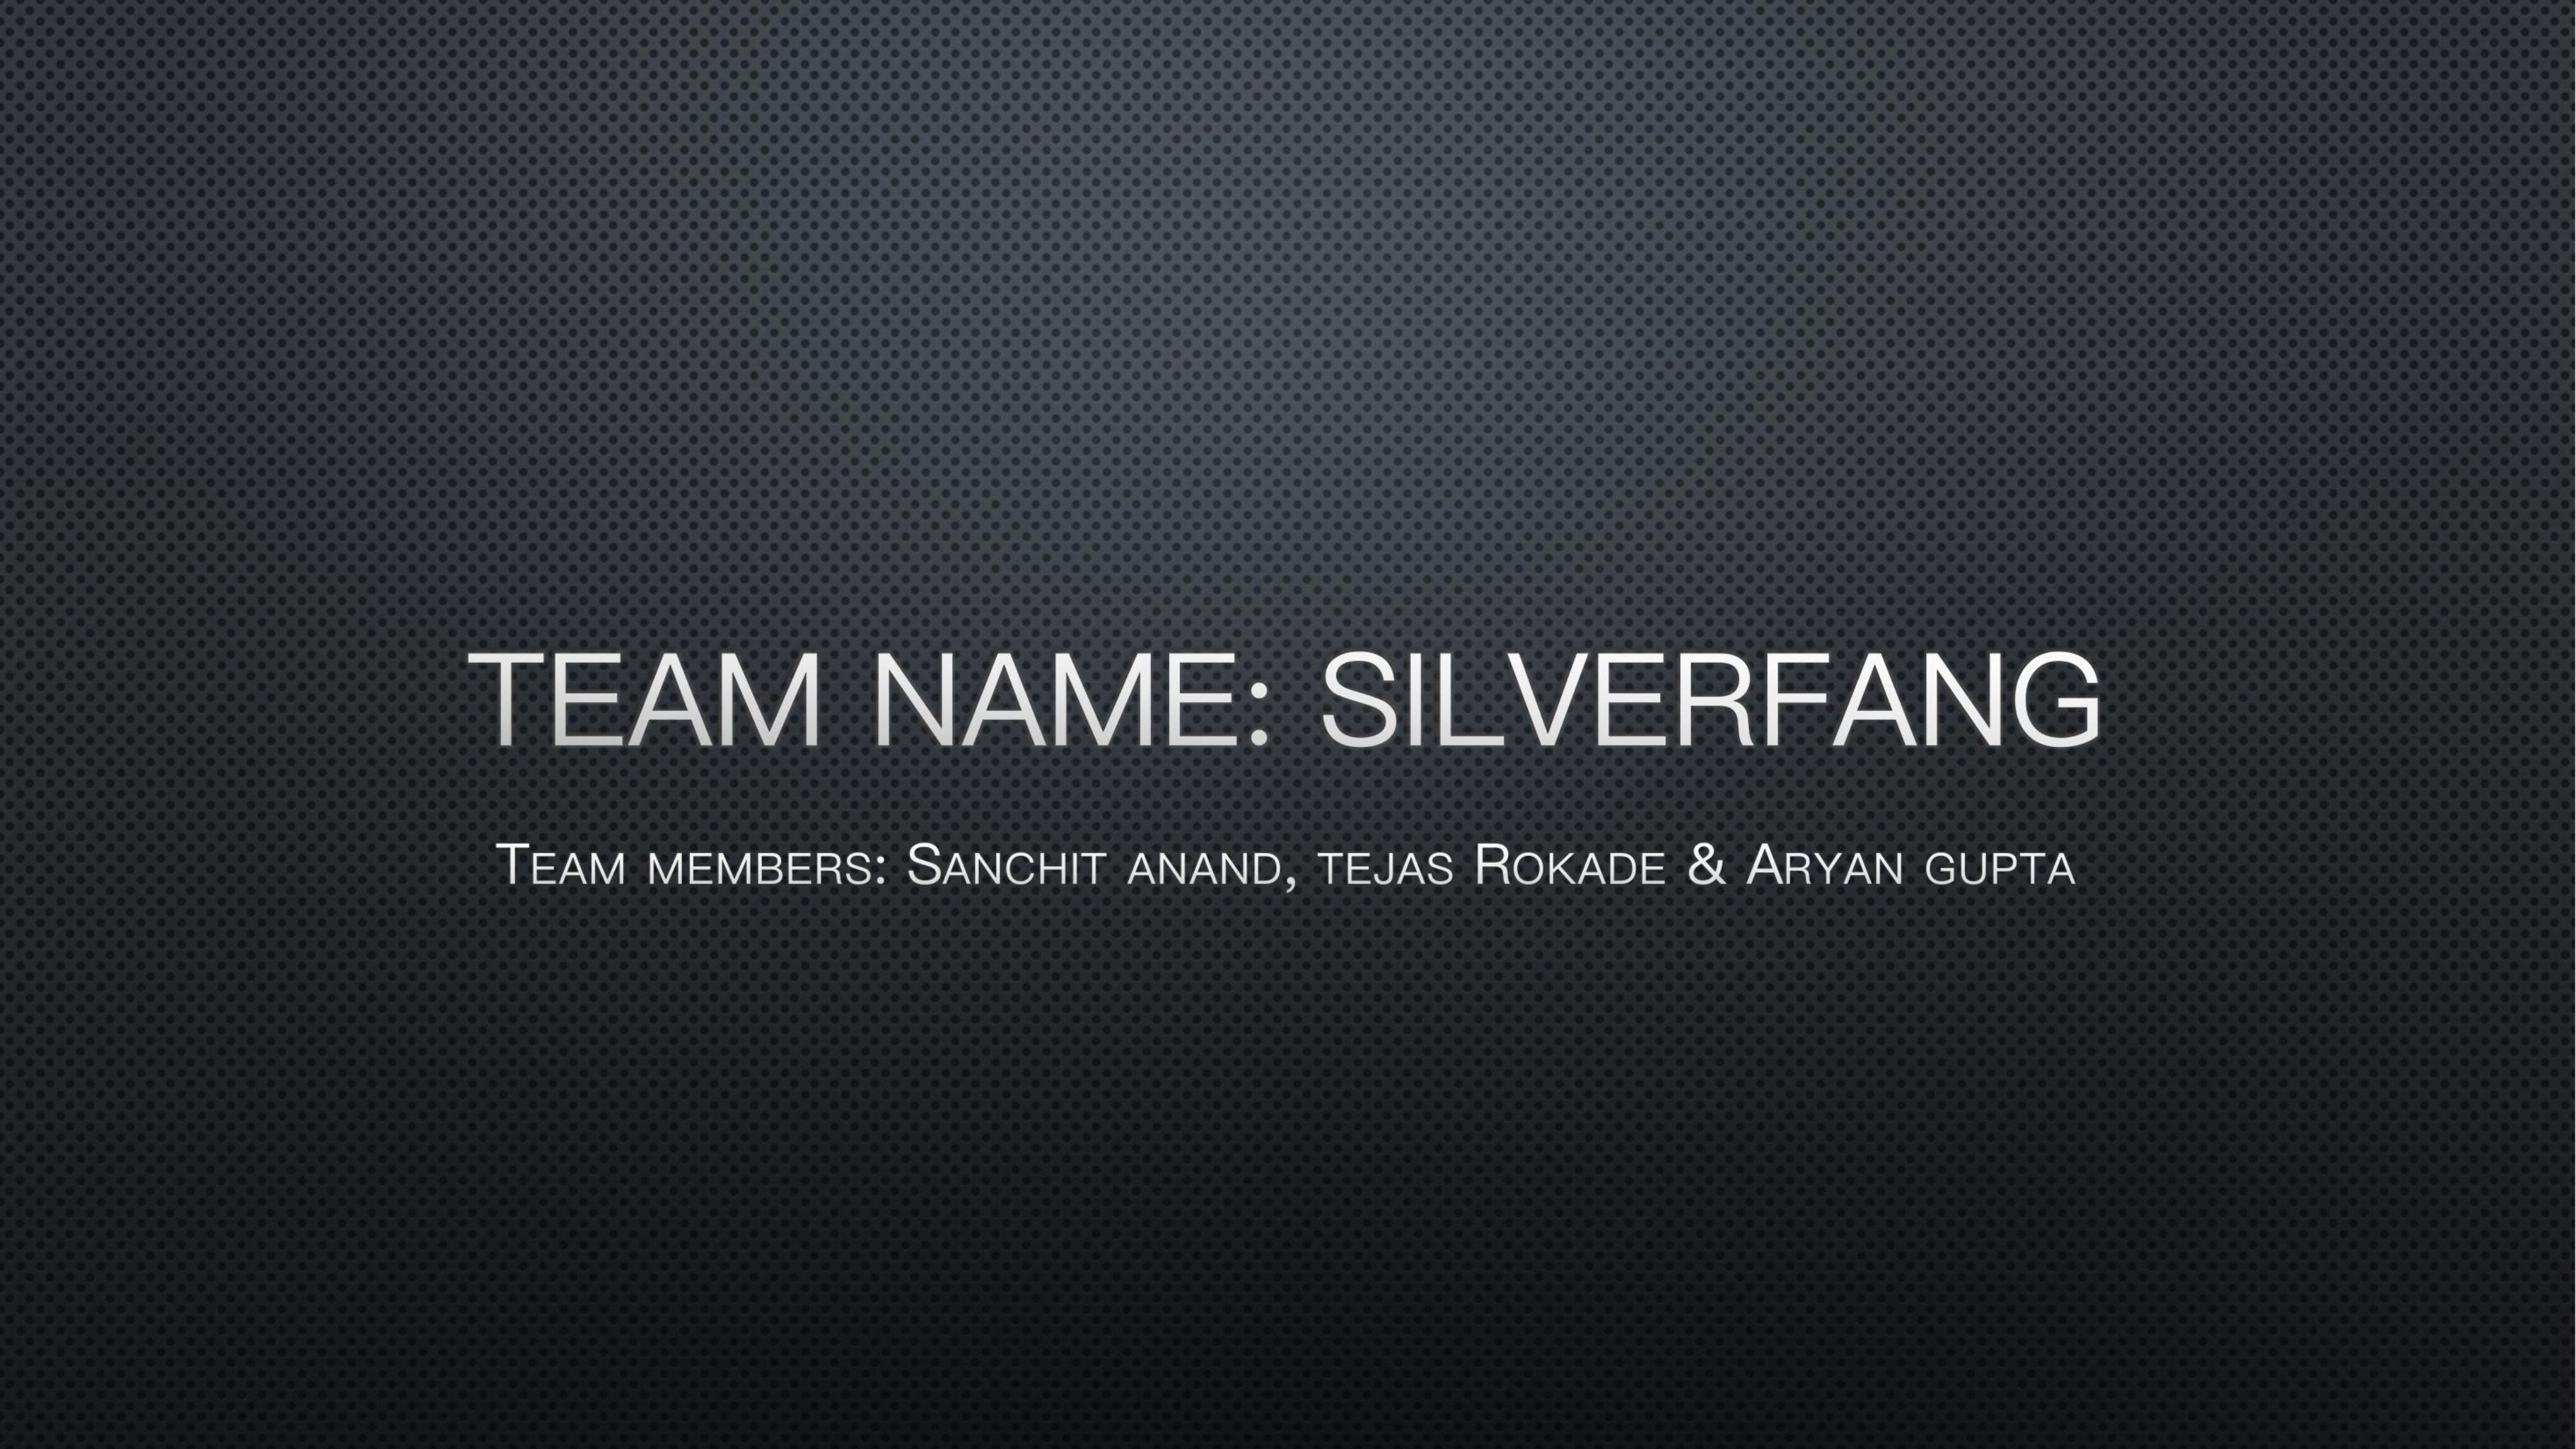 TEAM NAME: SILVERFANG
Team members: Sanchit anand, tejas Rokade & Aryan gupta